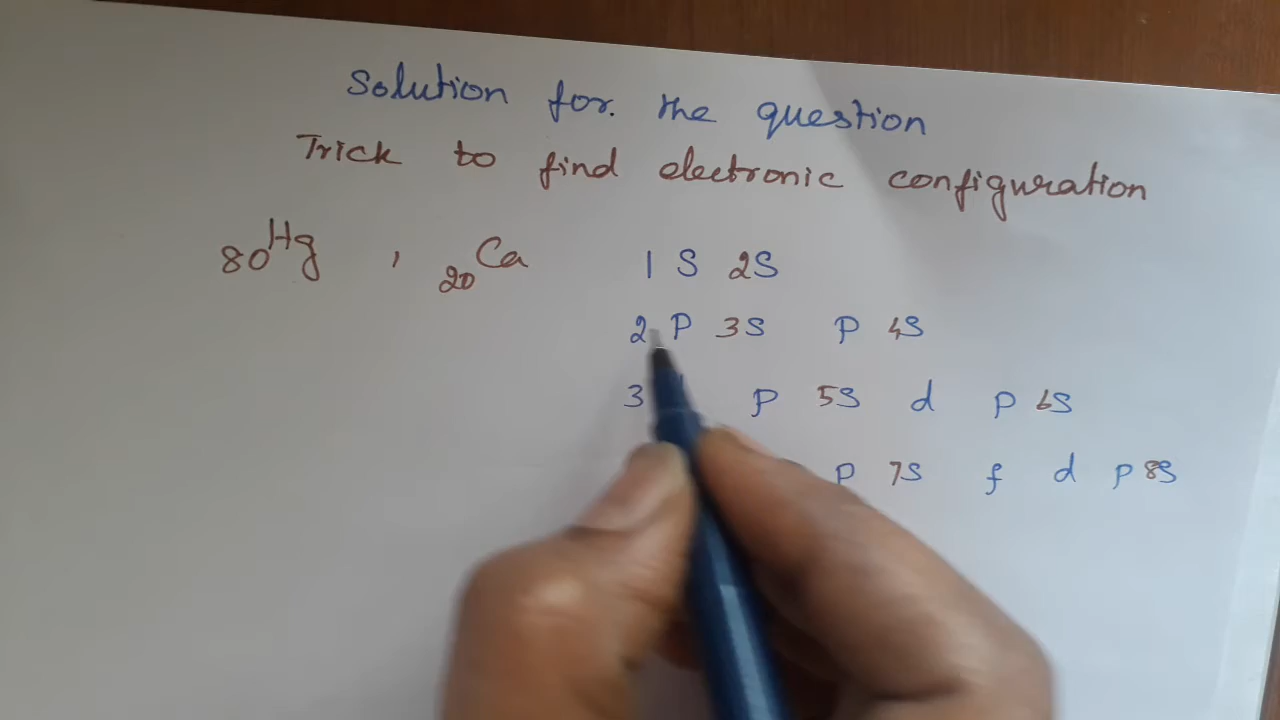 Solution for. the question
Trick to find electronic configuration
80Hg , 20Ca 1S 2S
2P 3S P 4S
3 P 5S d P 6S
P 7S f d P 8S